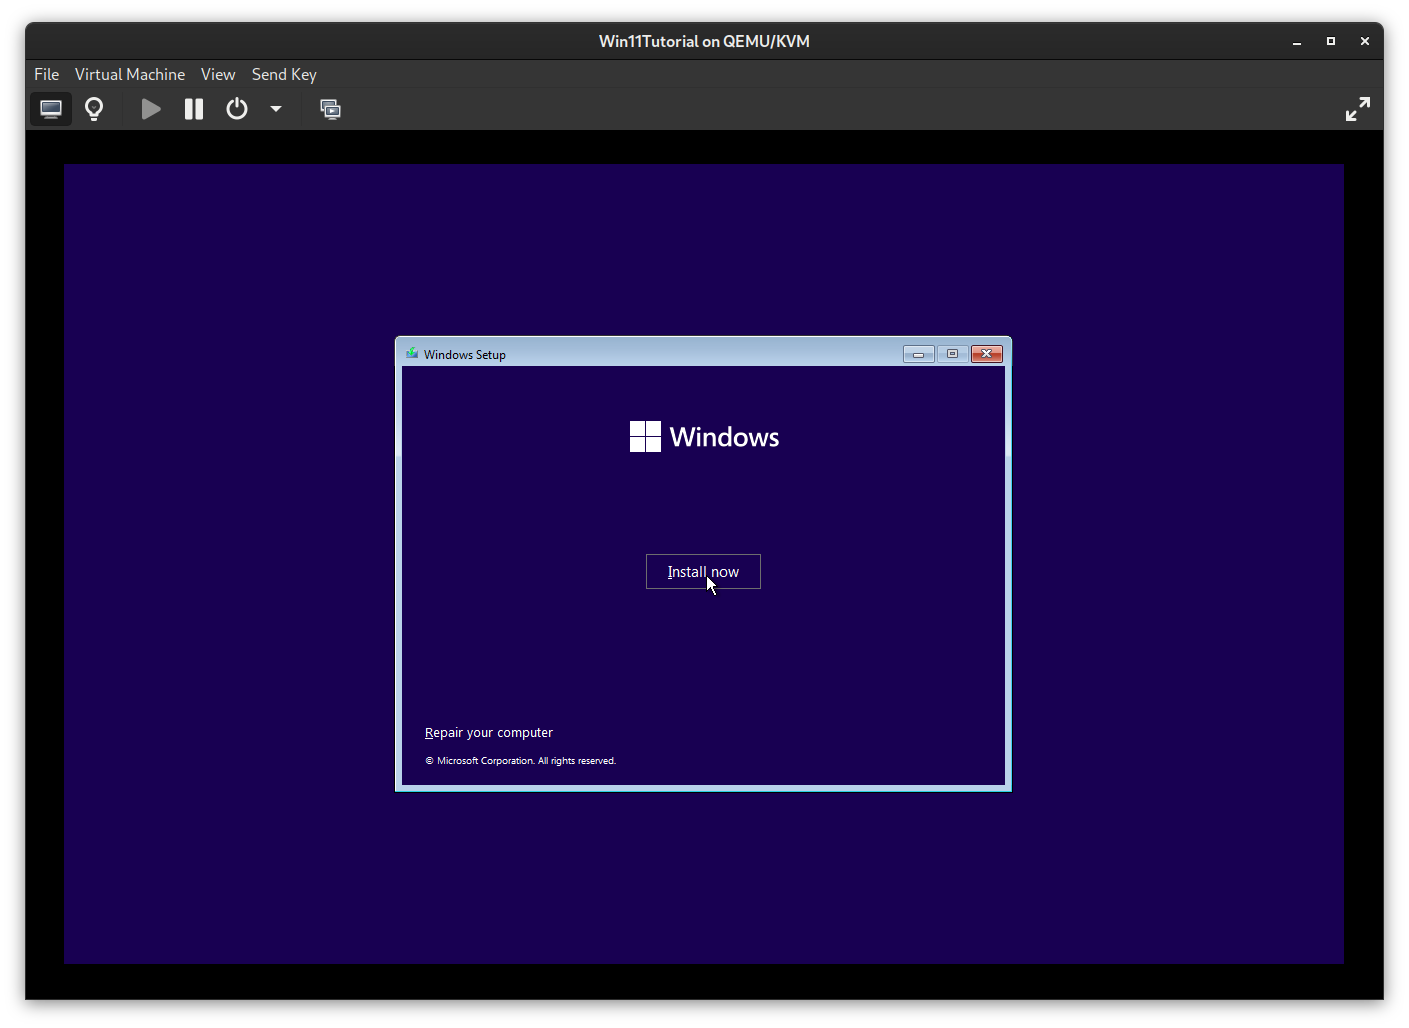 Win11Tutorial on QEMU/KVM
File Virtual Machine View Send Key
Windows Setup
Windows
Install now
Repair your computer
© Microsoft Corporation. All rights reserved.